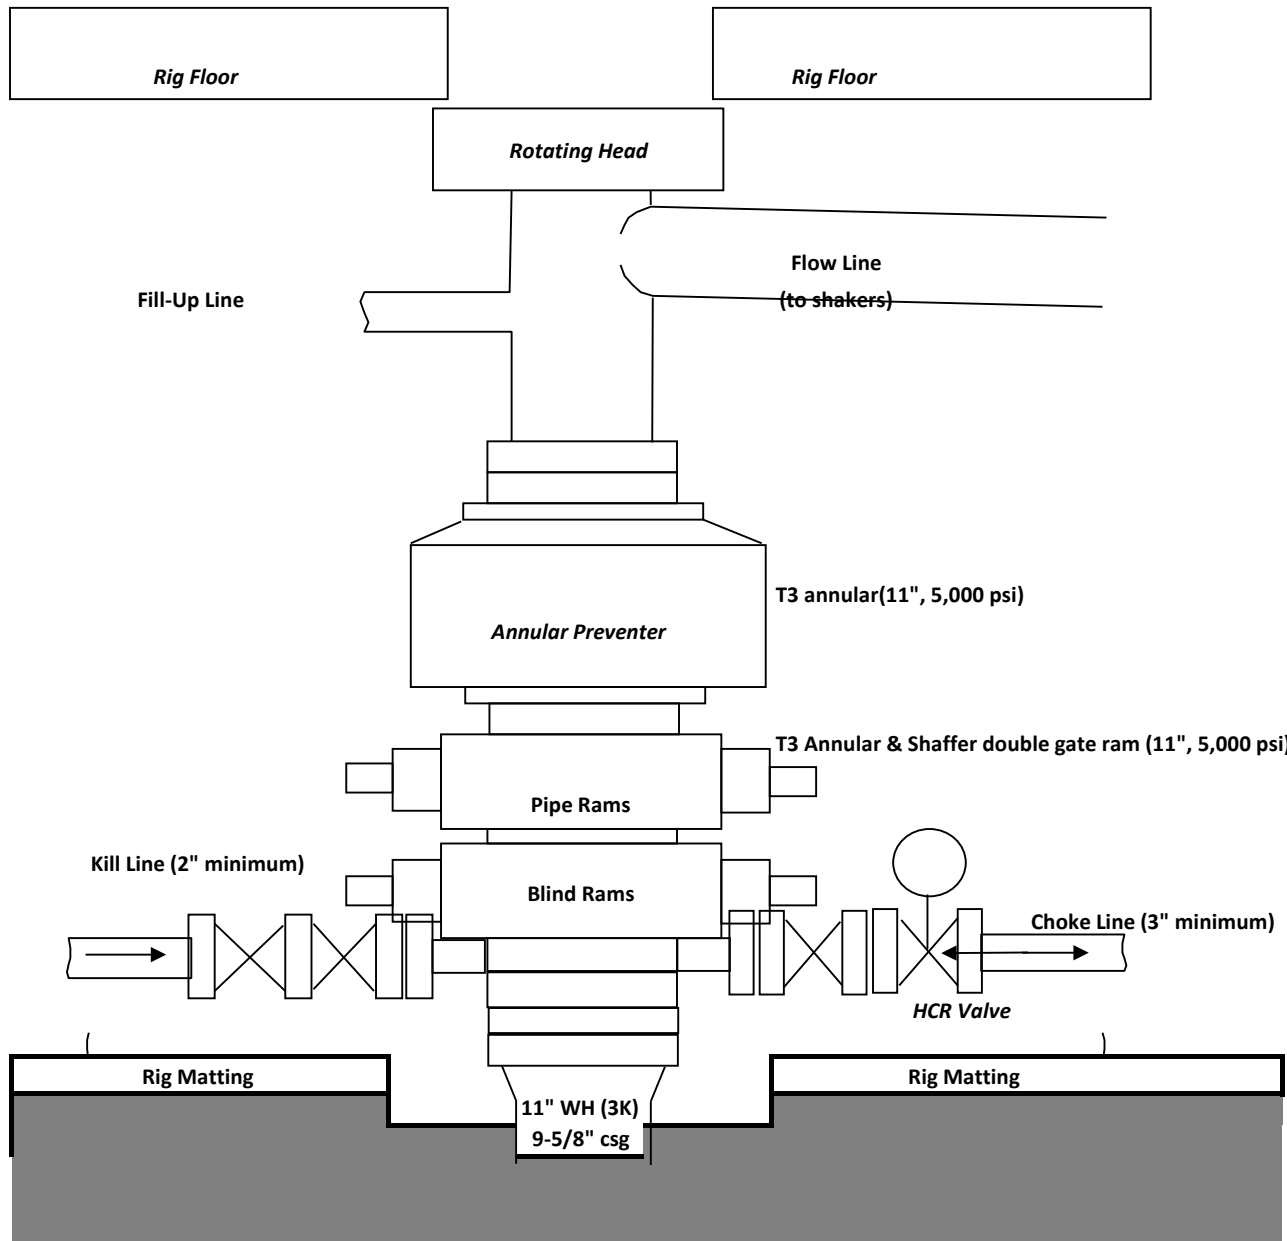 Rig Floor
Rig Floor
Rotating Head
Flow Line
Fill-Up Line
(to shakers)
T3 annular(11", 5,000 psi)
Annular Preventer
T3 Annular & Shaffer double gate ram (11", 5,000 psi)
Pipe Rams
Kill Line (2" minimum)
Blind Rams
Choke Line (3" minimum)
HCR Valve
Rig Matting
Rig Matting
11" WH (3K)
9-5/8" csg